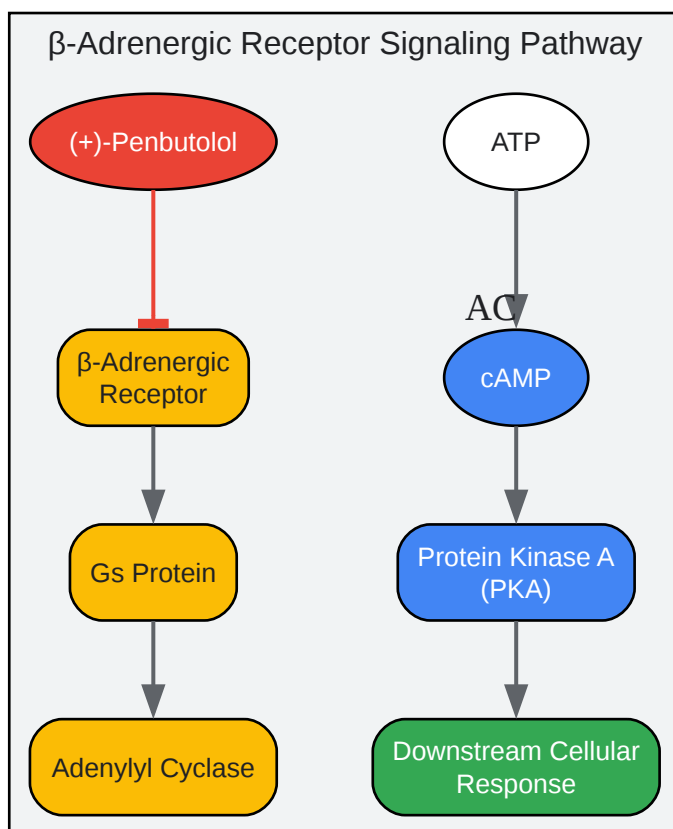 β-Adrenergic Receptor Signaling Pathway
(+)-Penbutolol
ATP
AC
β-Adrenergic
Receptor
cAMP
Gs Protein
Protein Kinase A
(PKA)
Adenylyl Cyclase
Downstream Cellular
Response